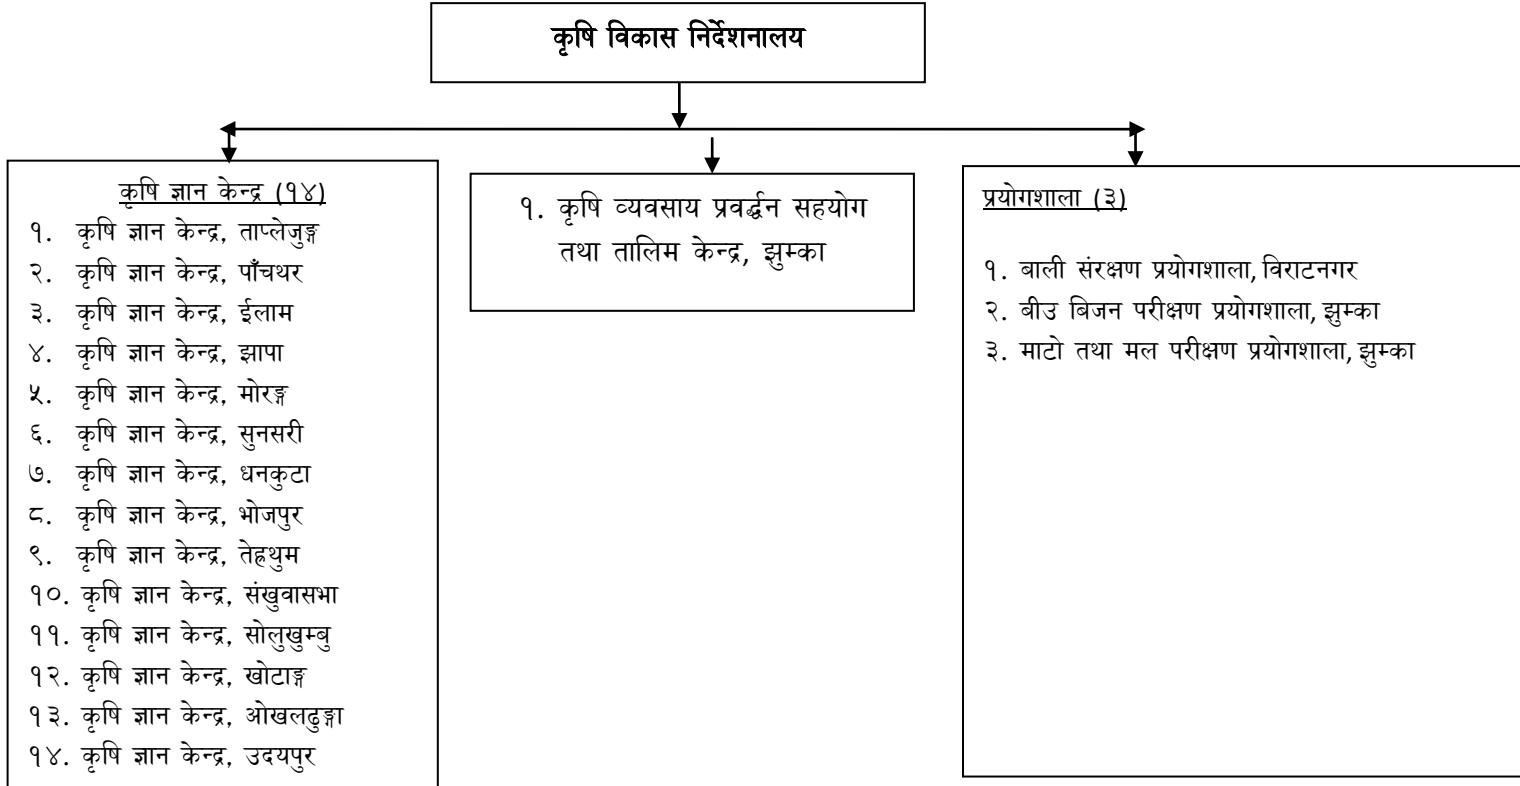 कृषि विकास निर्देशनालय
कृषि ज्ञान केन्द्र (१४)
१. कृषि ज्ञान केन्द्र, ताप्लेजुङ्ग
२. कृषि ज्ञान केन्द्र, पाँचथर
३. कृषि ज्ञान केन्द्र, ईलाम
४. कृषि ज्ञान केन्द्र, झापा
५. कृषि ज्ञान केन्द्र, मोरङ्ग
६. कृषि ज्ञान केन्द्र, सुनसरी
७. कृषि ज्ञान केन्द्र, धनकुटा
८. कृषि ज्ञान केन्द्र, भोजपुर
९. कृषि ज्ञान केन्द्र, तेह्रथुम
१०. कृषि ज्ञान केन्द्र, संखुवासभा
११. कृषि ज्ञान केन्द्र, सोलुखुम्बु
१२. कृषि ज्ञान केन्द्र, खोटाङ्ग
१३. कृषि ज्ञान केन्द्र, ओखलढुङ्गा
१४. कृषि ज्ञान केन्द्र, उदयपुर
१. कृषि व्यवसाय प्रवर्द्धन सहयोग
तथा तालिम केन्द्र, झुम्का
प्रयोगशाला (३)
१. बाली संरक्षण प्रयोगशाला, विराटनगर
२. बीउ बिजन परीक्षण प्रयोगशाला, झुम्का
३. माटो तथा मल परीक्षण प्रयोगशाला, झुम्का